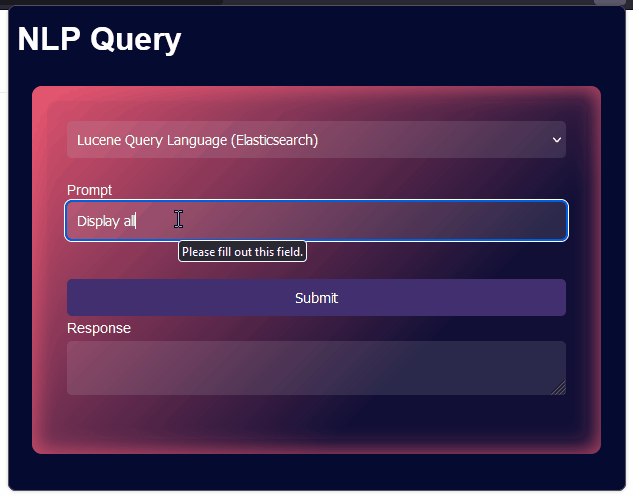 NLP Query
Lucene Query Language (Elasticsearch)
Prompt
Display all
Please fill out this field.
Submit
Response